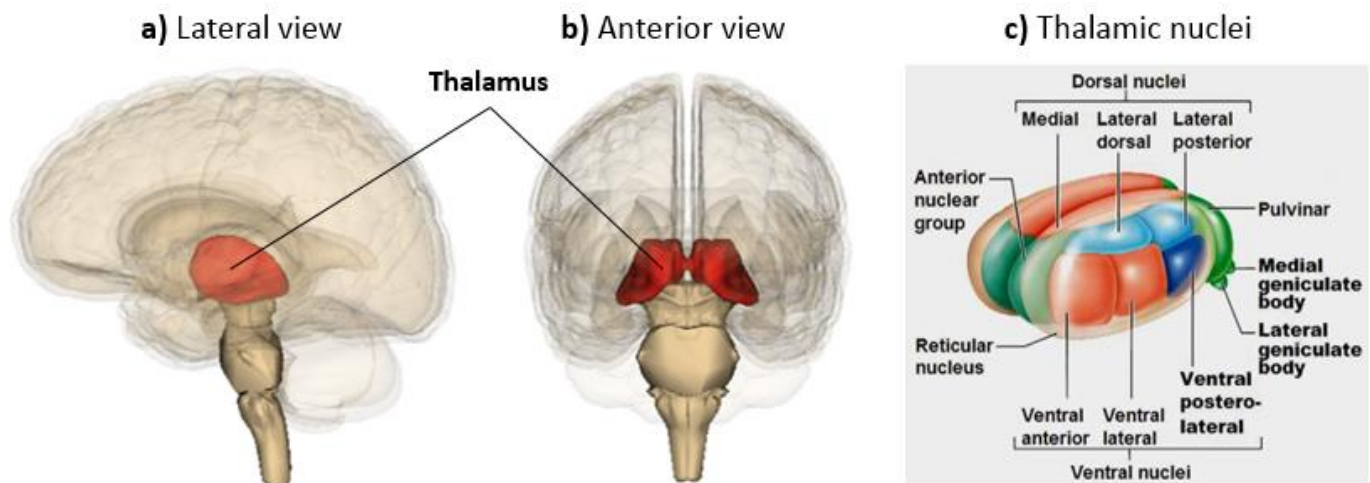 a) Lateral view
b) Anterior view
c) Thalamic nuclei
Thalamus
Dorsal nuclei
Medial
Lateral
dorsal
Lateral
posterior
Anterior
nuclear
group
Pulvinar
Medial
geniculate
body
Lateral
geniculate
body
Reticular
nucleus
Ventral
postero-
lateral
Ventral
anterior
Ventral
lateral
Ventral nuclei